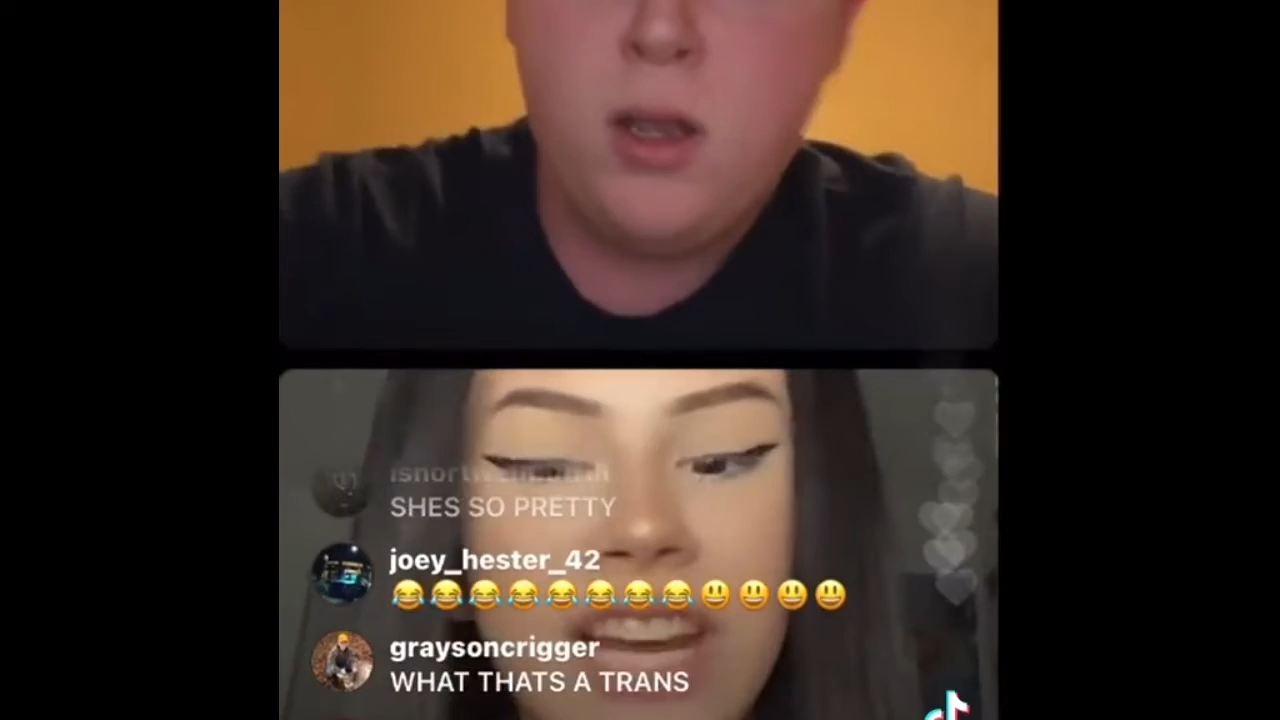 SHES SO PRETTY
joey_hester_42
😂😂😂😂😂😂😂😂😃😃😃😃
graysoncrigger
WHAT THATS A TRANS